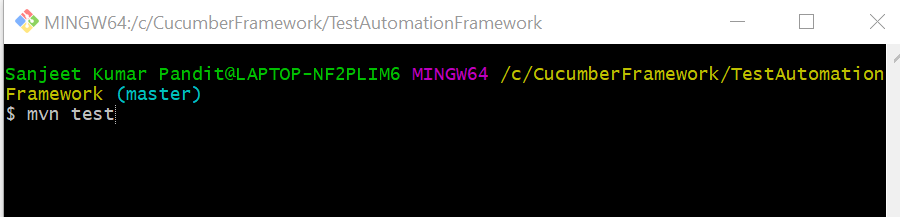 MINGW64:/c/CucumberFramework/TestAutomationFramework
Sanjeet Kumar Pandit@LAPTOP-NF2PLIM6 MINGW64 /c/CucumberFramework/TestAutomation
Framework (master)
$ mvn test